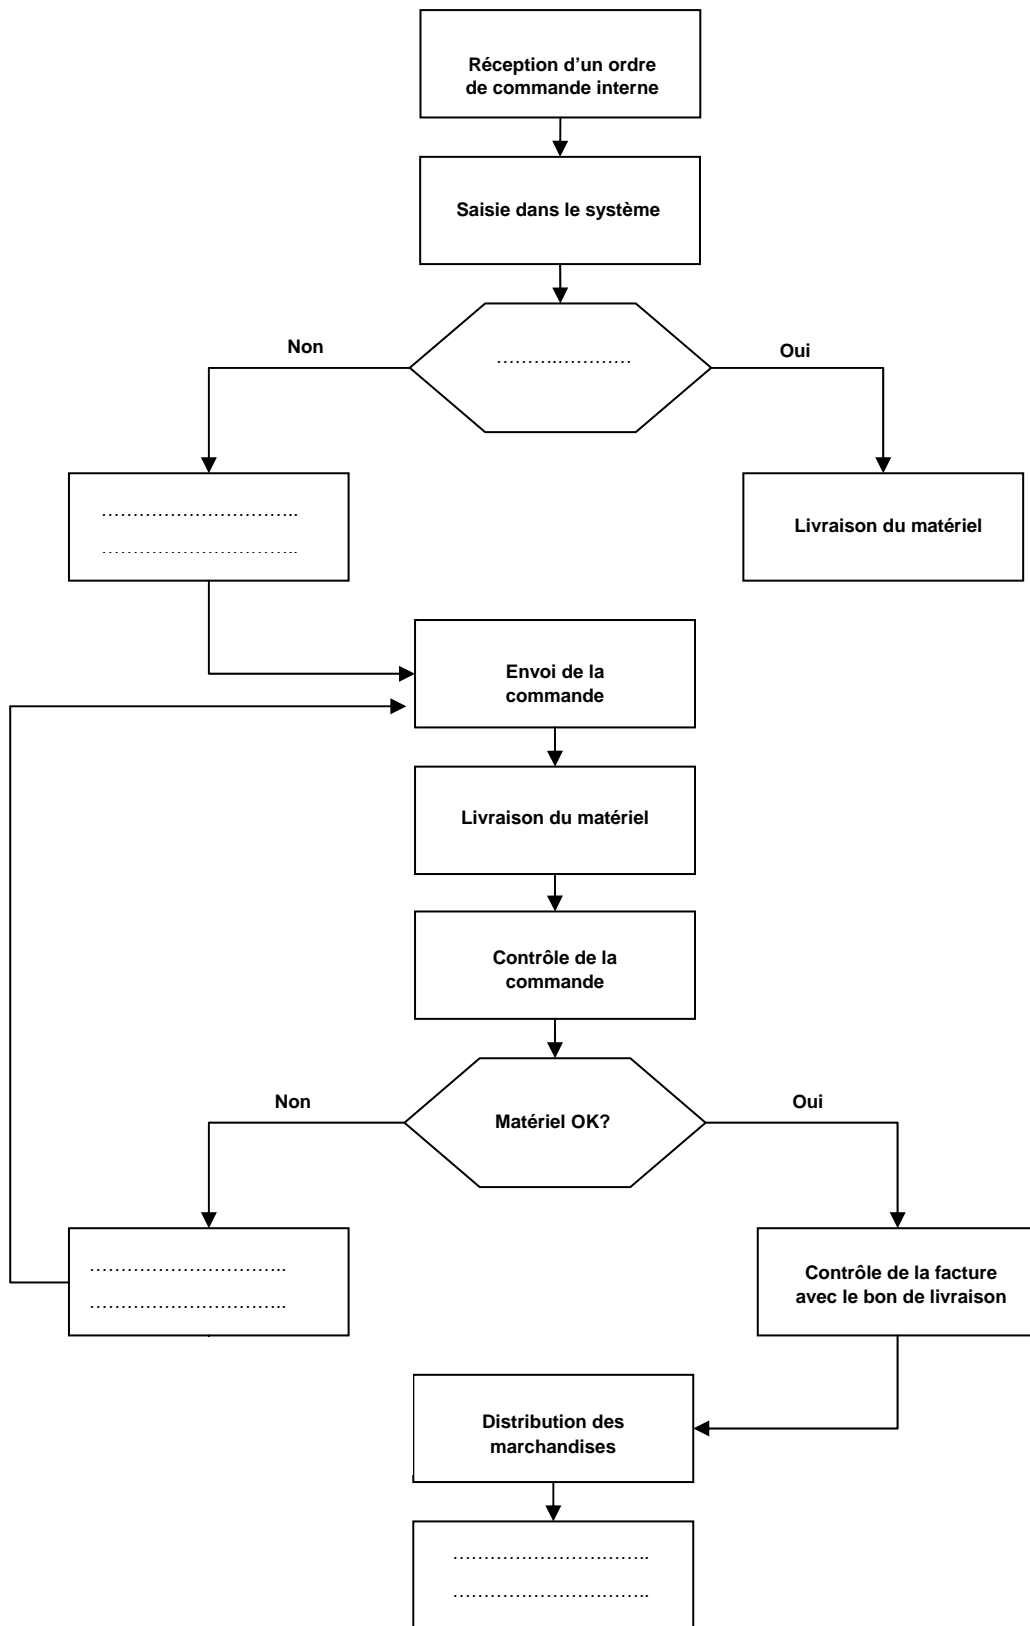 Réception d’un ordre
de commande interne
Saisie dans le système
Non
Oui
……………………
…………………………..
…………………………..
Livraison du matériel
Envoi de la
commande
Livraison du matériel
Contrôle de la
commande
Non
Oui
Matériel OK?
…………………………..
…………………………..
Contrôle de la facture
avec le bon de livraison
Distribution des
marchandises
…………………………..
…………………………..